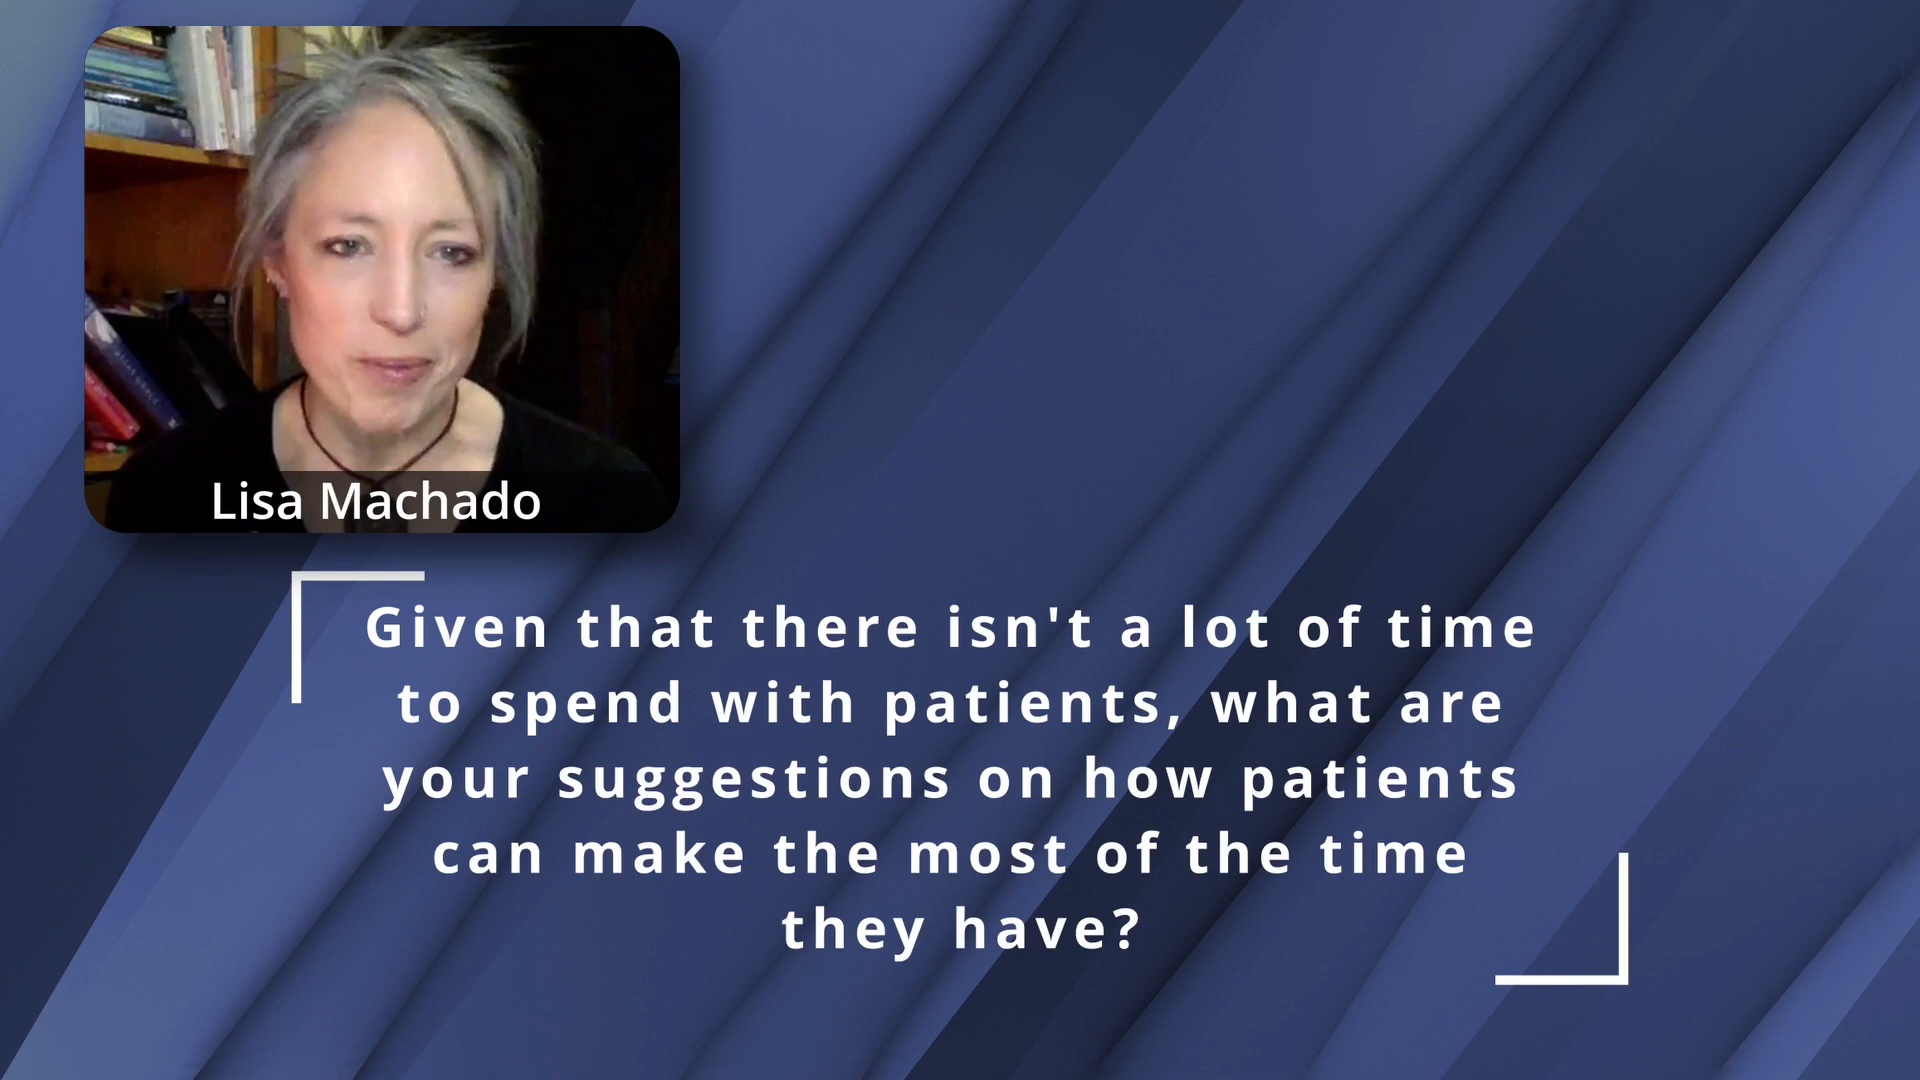 Lisa Machado
Given that there isn't a lot of time
to spend with patients, what are
your suggestions on how patients
can make the most of the time
they have?